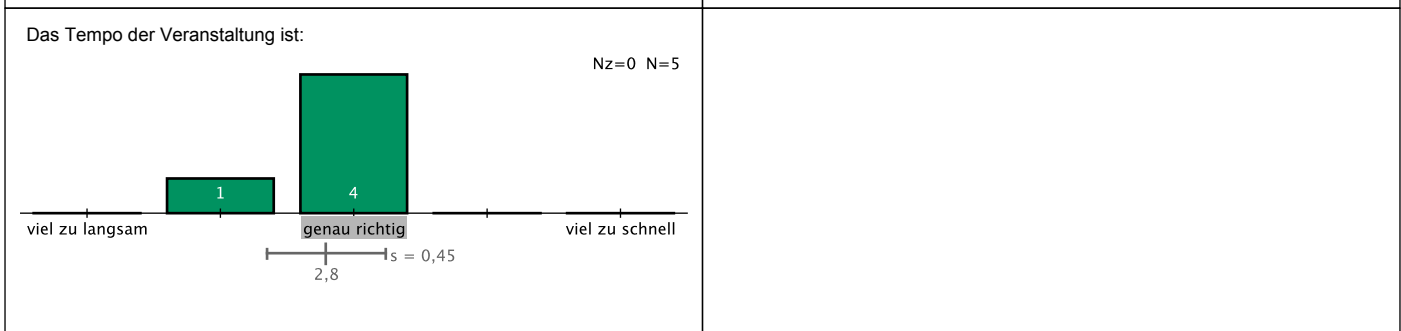 Das Tempo der Veranstaltung ist:
Nz=0 N=5
1
4
viel zu langsam
genau richtig
viel zu schnell
s = 0,45
2,8